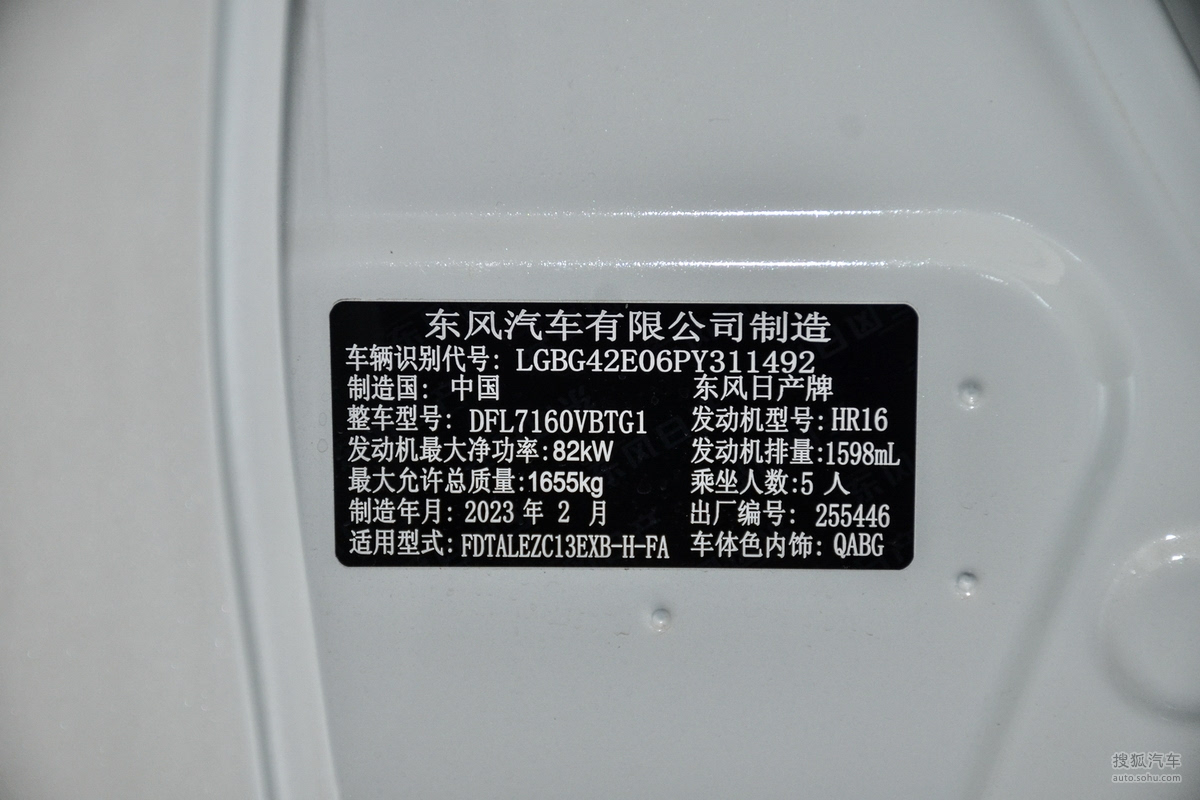 东风汽车有限公司制造
车辆识别代号: LGBG42E06PY311492
制造国: 中国 东风日产牌
整车型号: DFL7160VBTG1 发动机型号: HR16
发动机最大净功率:82kW 发动机排量:1598mL
最大允许总质量:1655kg 乘坐人数:5 人
制造年月: 2023 年 2 月 出厂编号: 255446
适用型式: FDTALEZC13EXB-H-FA 车体色内饰: QABG
搜狐汽车
auto.sohu.com